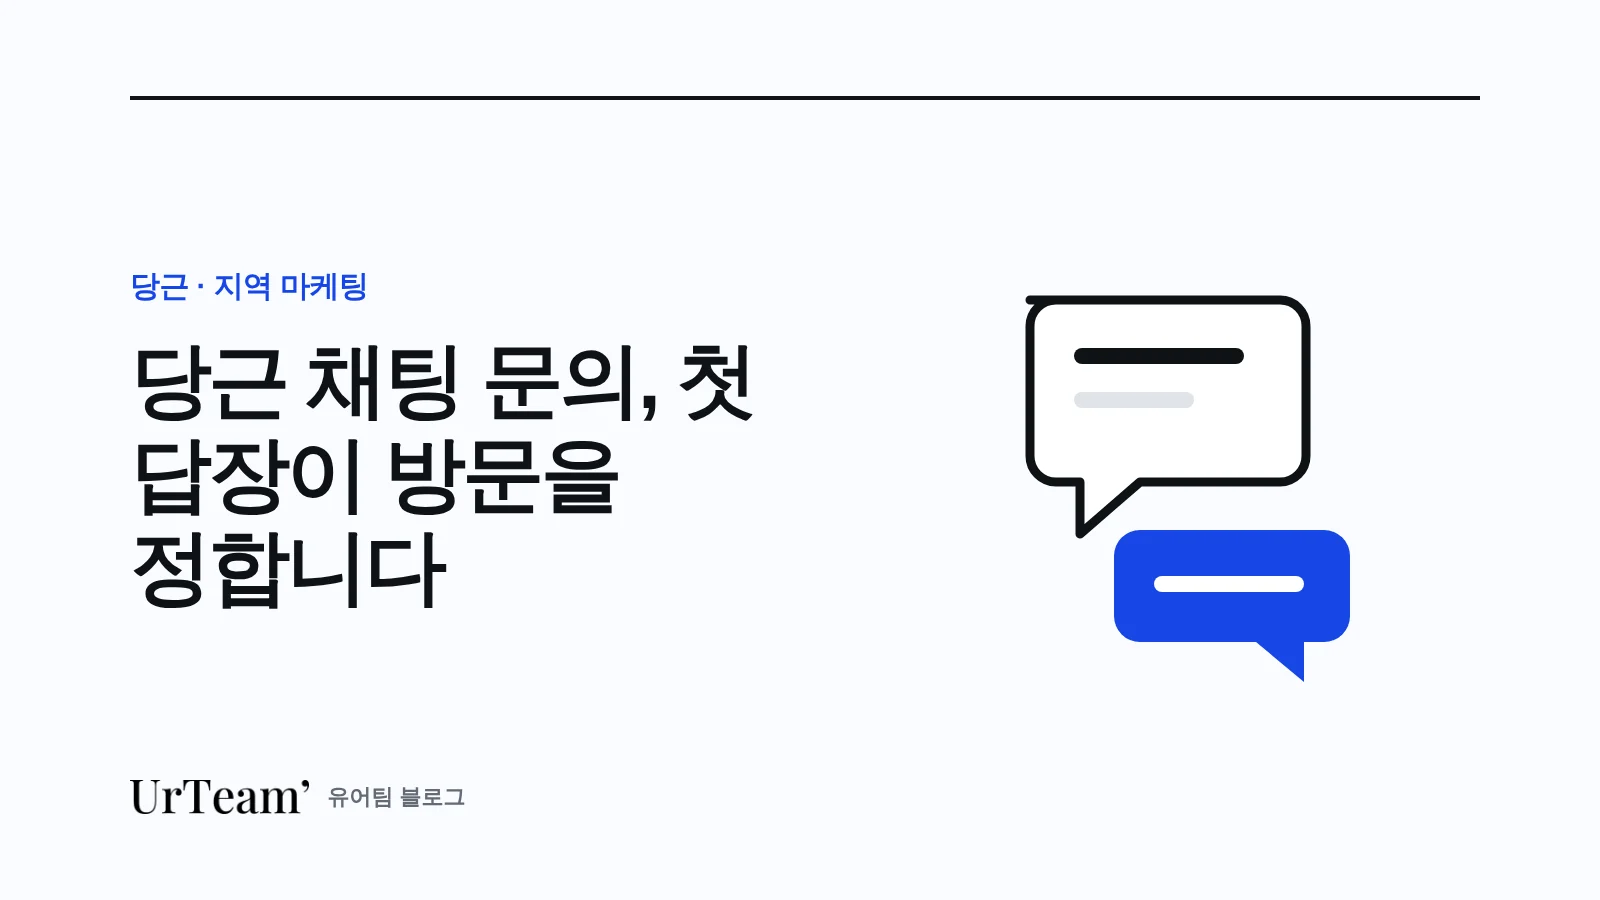 당근 · 지역 마케팅
당근 채팅 문의, 첫
답장이 방문을
정합니다
UrTeam’ 유어팀 블로그